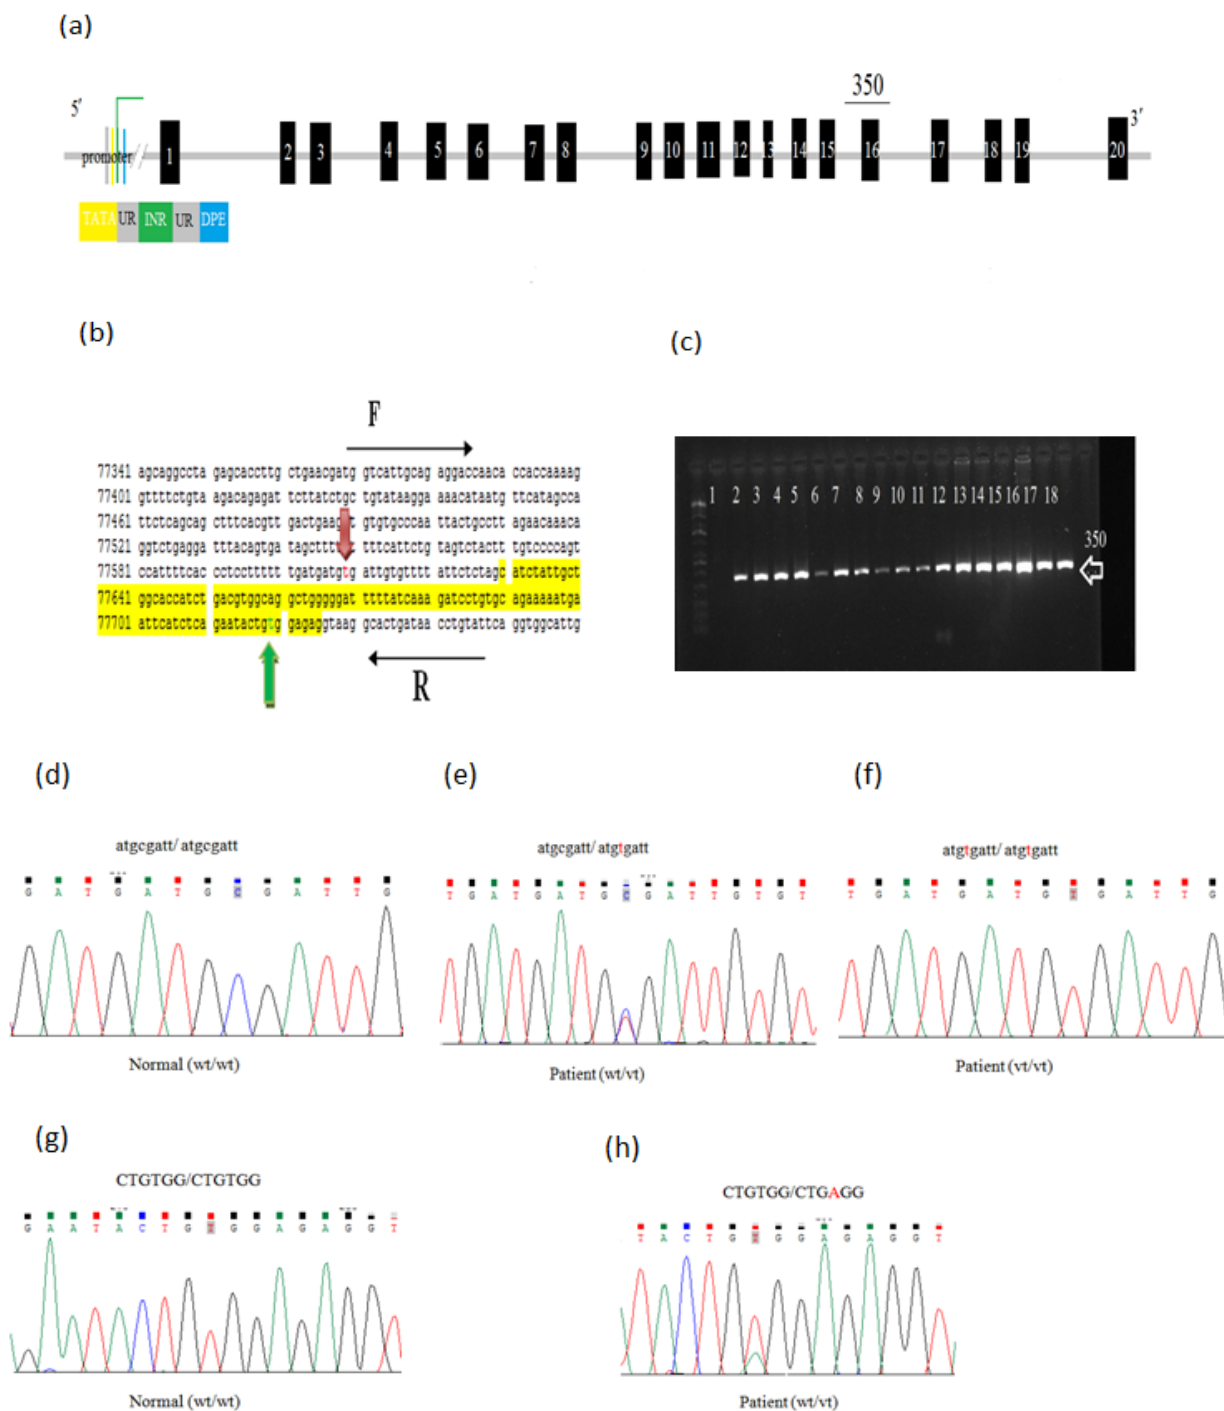 (a)
350
5'
3'
promoter
1 2 3 4 5 6 7 8 9 10 11 12 13 14 15 16 17 18 19 20
TATA UR INR UR DPE
(b)
(c)
F
77341 agcaggccta gagcaccttg ctgaacgatg gtcattgcag aggaccaaca ccaccaaaag
77401 gttttctgta aagacagagat tcttatctgc tgtataagga aaacataatg ttcatagcca
77461 ttctcagcag ctttcacgtt gactgaag tg gtgtgcccaa ttactgcctt agaacaaaca
77521 ggtctgagga tttacagtga tagctttt tttcattctg tagtctactt tgtccccagt
77581 ccattttcac cctccttttt tgatgatgtg attgtgtttt attctctagc atctattgct
77641 ggcaccatct gacgtggcag gctgggggat ttttatcaaa gatcctgtgc agaaaaatga
77701 attcatctca gaatactgtg gagaggtaag gcactgataa cctgtattca ggtggcattg
R
1 2 3 4 5 6 7 8 9 10 11 12 13 14 15 16 17 18
350
(d)
(e)
(f)
atgcgatt/ atgcgatt
atgcgatt/ atgtgatt
atgtgatt/ atgtgatt
G A T G A T G C G A T T G
T G A T G A T G C G A T T G T G T
T G A T G A T G T G A T T G
Normal (wt/wt)
Patient (wt/vt)
Patient (vt/vt)
(g)
(h)
CTGTGG/CTGTGG
CTGTGG/CTGAGG
G A A T A C T G T G G A G A G G T
T A C T G T G G A G A G G T
Normal (wt/wt)
Patient (wt/vt)